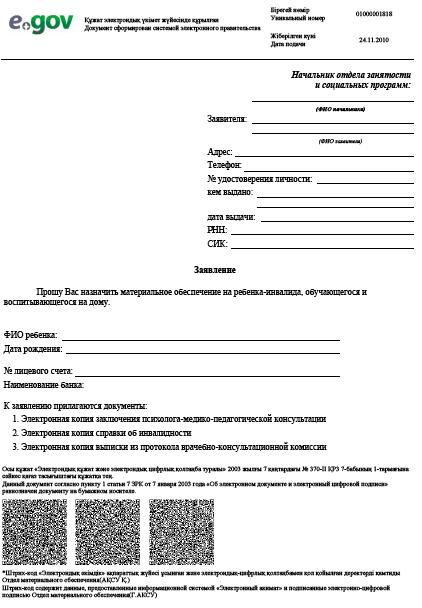 e.gov
Құжат электрондық үкімет жүйесінде құрылған
Документ сформирован системой электронного правительства
Бірегей нөмір
Уникальный номер
01000001818
Жіберілген күні
Дата подачи
24.11.2010
Начальник отдела занятости
и социальных программ:
(ФИО начальника)
Заявителя:
(ФИО заявителя)
Адрес:
Телефон:
№ удостоверения личности:
кем выдано:
дата выдачи:
РНН:
СИК:
Заявление
Прошу Вас назначить материальное обеспечение на ребенка-инвалида, обучающегося и
воспитывающегося на дому.
ФИО ребенка:
Дата рождения:
№ лицевого счета:
Наименование банка:
К заявлению прилагаются документы:
1. Электронная копия заключения психолога-медико-педагогической консультации
2. Электронная копия справки об инвалидности
3. Электронная копия выписки из протокола врачебно-консультационной комиссии
Осы құжат «Электрондық құжат және электрондық цифрлық қолтаңба туралы» 2003 жылғы 7 қаңтардағы № 370-II ҚРЗ 7-бабының 1-тармағына
сәйкес қағаз тасығыштағы құжатқа тең.
Данный документ согласно пункту 1 статьи 7 ЗРК от 7 января 2003 года «Об электронном документе и электронной цифровой подписи»
равнозначен документу на бумажном носителе.
*Штрих-код «Электрондық әкімдік» ақпараттық жүйесі ұсынған және электрондық-цифрлық қолтаңбамен қол қойылған деректерді қамтиды
Отдел материального обеспечения(АҚСУ Қ.)
Штрих-код содержит данные, предоставленные информационной системой «Электронный акимат» и подписанные электронно-цифровой
подписью Отдел материального обеспечения(Г.АКСУ)